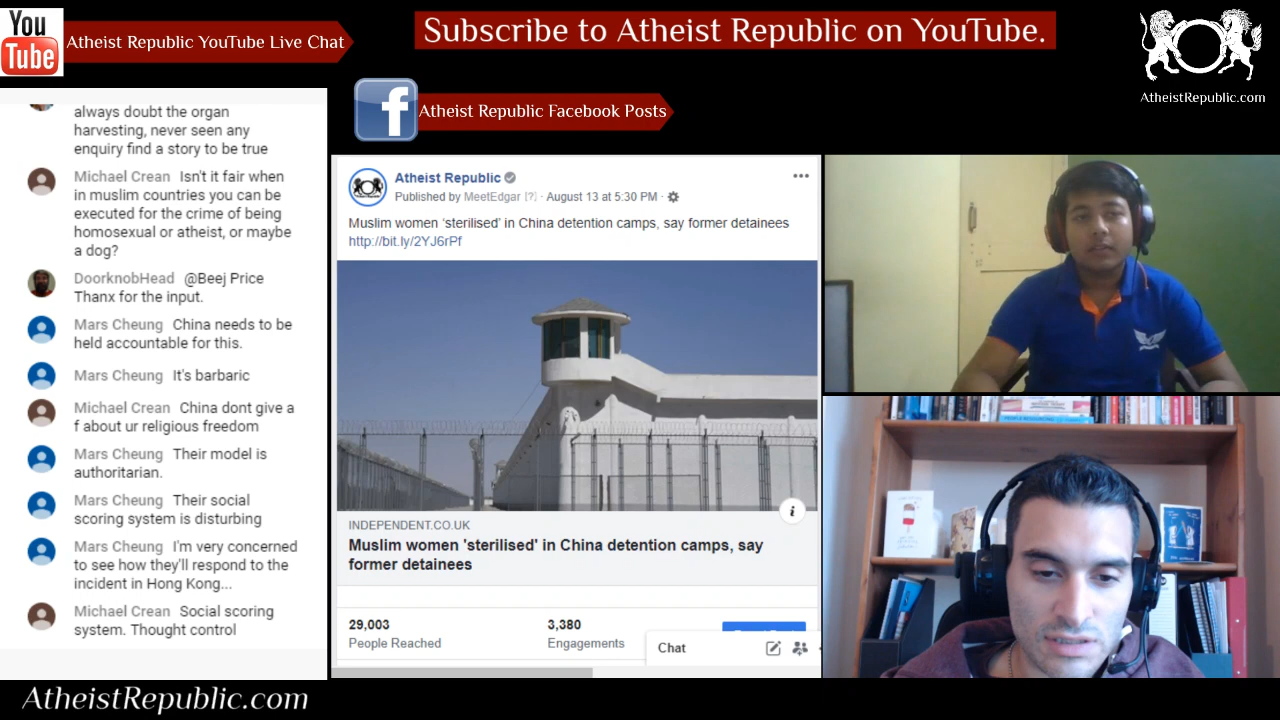 You
Tube
Atheist Republic YouTube Live Chat
Subscribe to Atheist Republic on YouTube.
AtheistRepublic.com
f
Atheist Republic Facebook Posts
always doubt the organ
harvesting, never seen any
enquiry find a story to be true
Michael Crean Isn't it fair when
in muslim countries you can be
executed for the crime of being
homosexual or atheist, or maybe
a dog?
DoorknobHead @Beej Price
Thanx for the input.
Mars Cheung China needs to be
held accountable for this.
Mars Cheung It's barbaric
Michael Crean China dont give a
f about ur religious freedom
Mars Cheung Their model is
authoritarian.
Mars Cheung Their social
scoring system is disturbing
Mars Cheung I'm very concerned
to see how they'll respond to the
incident in Hong Kong...
Michael Crean Social scoring
system. Thought control
Atheist Republic
Published by MeetEdgar [?] · August 13 at 5:30 PM ·
Muslim women ‘sterilised’ in China detention camps, say former detainees
http://bit.ly/2YJ6rPf
i
INDEPENDENT.CO.UK
Muslim women 'sterilised' in China detention camps, say
former detainees
29,003
People Reached
3,380
Engagements
Chat
AtheistRepublic.com